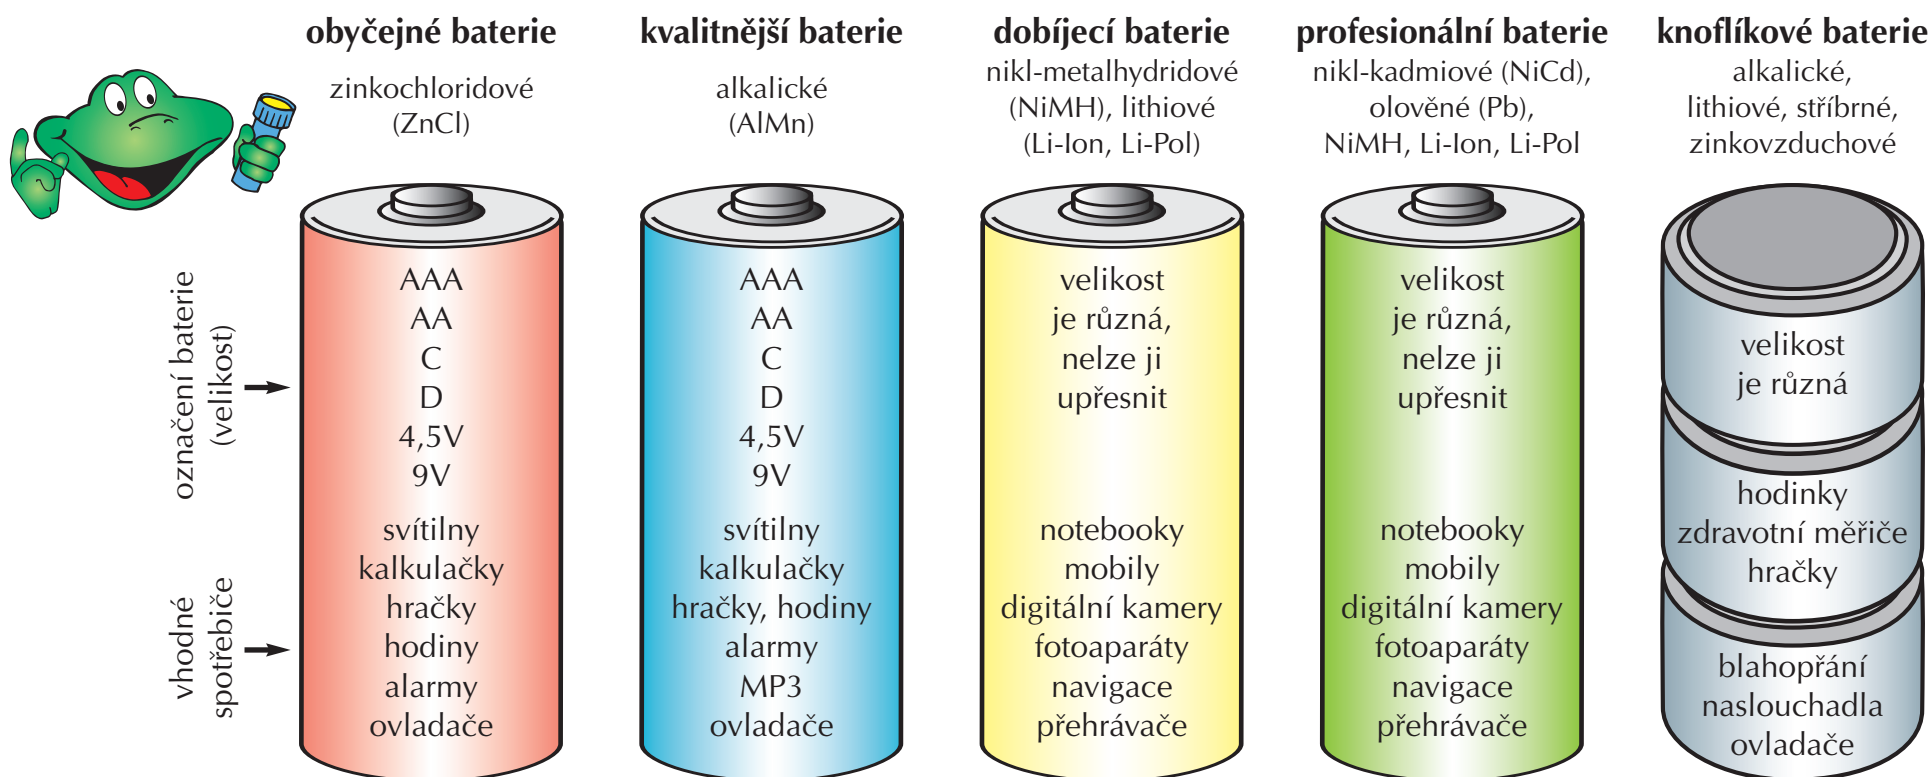 obyčejné baterie
zinkochloridové
(ZnCl)
kvalitnější baterie
alkalické
(AlMn)
dobíjecí baterie
nikl-metalhydridové
(NiMH), lithiové
(Li-Ion, Li-Pol)
profesionální baterie
nikl-kadmiové (NiCd),
olověné (Pb),
NiMH, Li-Ion, Li-Pol
knoflíkové baterie
alkalické,
lithiové, stříbrné,
zinkovzduchové
označení baterie
(velikost)
vhodné
spotřebiče
AAA
AA
C
D
4,5V
9V
svítilny
kalkulačky
hračky
hodiny
alarmy
ovladače
AAA
AA
C
D
4,5V
9V
svítilny
kalkulačky
hračky, hodiny
alarmy
MP3
ovladače
velikost
je různá,
nelze ji
upřesnit
notebooky
mobily
digitální kamery
fotoaparáty
navigace
přehrávače
velikost
je různá,
nelze ji
upřesnit
notebooky
mobily
digitální kamery
fotoaparáty
navigace
přehrávače
velikost
je různá
hodinky
zdravotní měřiče
hračky
blahopřání
naslouchadla
ovladače